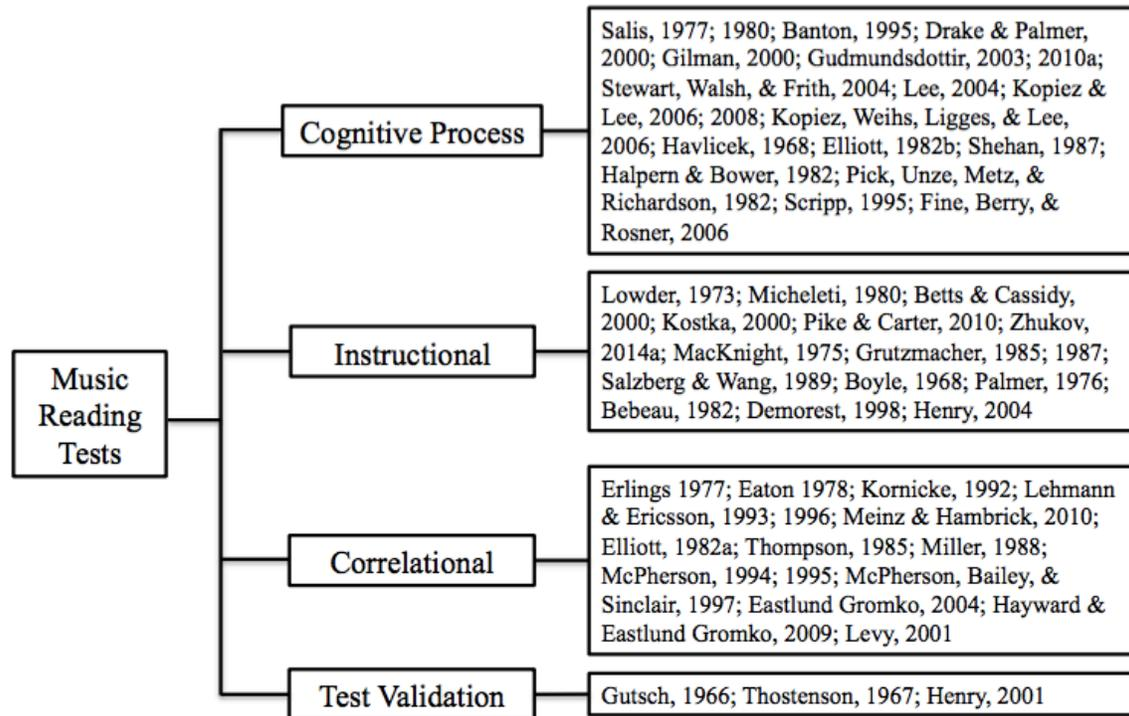 Music
Reading
Tests
Cognitive Process
Salis, 1977; 1980; Banton, 1995; Drake & Palmer,
2000; Gilman, 2000; Gudmundsdottir, 2003; 2010a;
Stewart, Walsh, & Frith, 2004; Lee, 2004; Kopiez &
Lee, 2006; 2008; Kopiez, Weihs, Ligges, & Lee,
2006; Havlicek, 1968; Elliott, 1982b; Shehan, 1987;
Halpern & Bower, 1982; Pick, Unze, Metz, &
Richardson, 1982; Scripp, 1995; Fine, Berry, &
Rosner, 2006
Instructional
Lowder, 1973; Micheleti, 1980; Betts & Cassidy,
2000; Kostka, 2000; Pike & Carter, 2010; Zhukov,
2014a; MacKnight, 1975; Grutzmacher, 1985; 1987;
Salzberg & Wang, 1989; Boyle, 1968; Palmer, 1976;
Bebeau, 1982; Demorest, 1998; Henry, 2004
Correlational
Erlings 1977; Eaton 1978; Kornicke, 1992; Lehmann
& Ericsson, 1993; 1996; Meinz & Hambrick, 2010;
Elliott, 1982a; Thompson, 1985; Miller, 1988;
McPherson, 1994; 1995; McPherson, Bailey, &
Sinclair, 1997; Eastlund Gromko, 2004; Hayward &
Eastlund Gromko, 2009; Levy, 2001
Test Validation
Gutsch, 1966; Thostenson, 1967; Henry, 2001